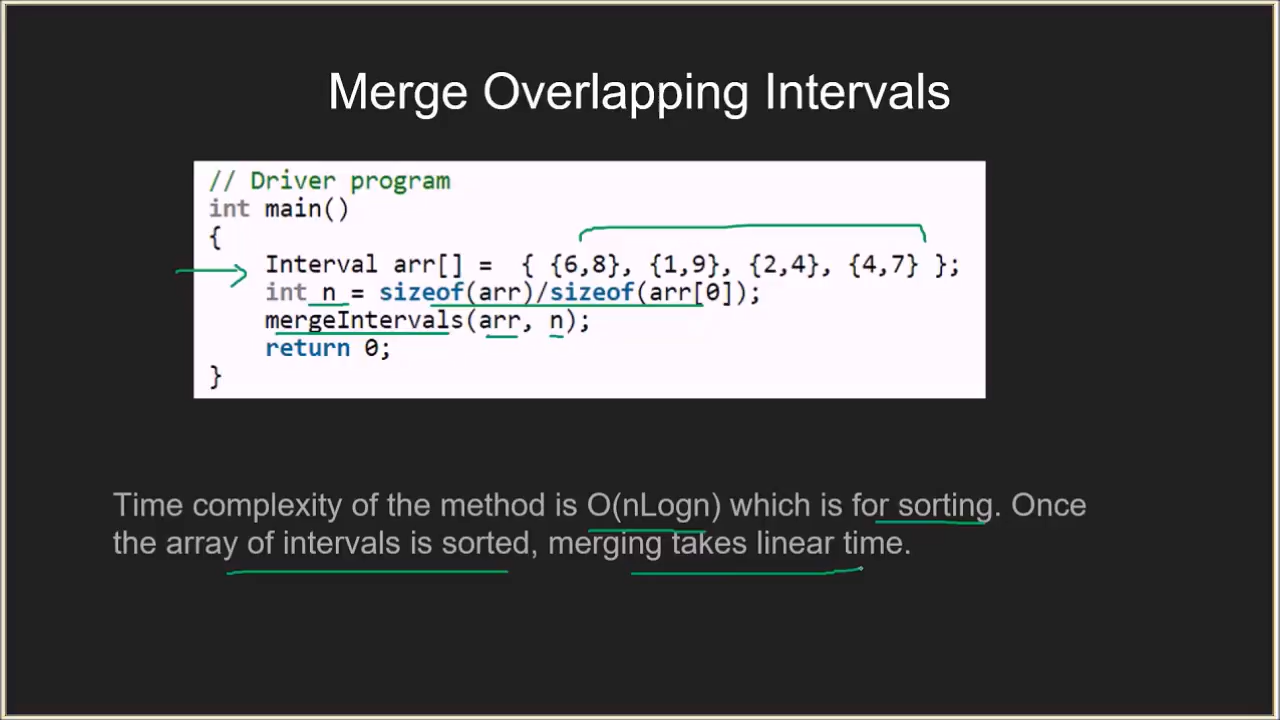 Merge Overlapping Intervals
// Driver program
int main()
{
Interval arr[] = { {6,8}, {1,9}, {2,4}, {4,7} };
int n = sizeof(arr)/sizeof(arr[0]);
mergeIntervals(arr, n);
return 0;
}
Time complexity of the method is O(nLogn) which is for sorting. Once
the array of intervals is sorted, merging takes linear time.